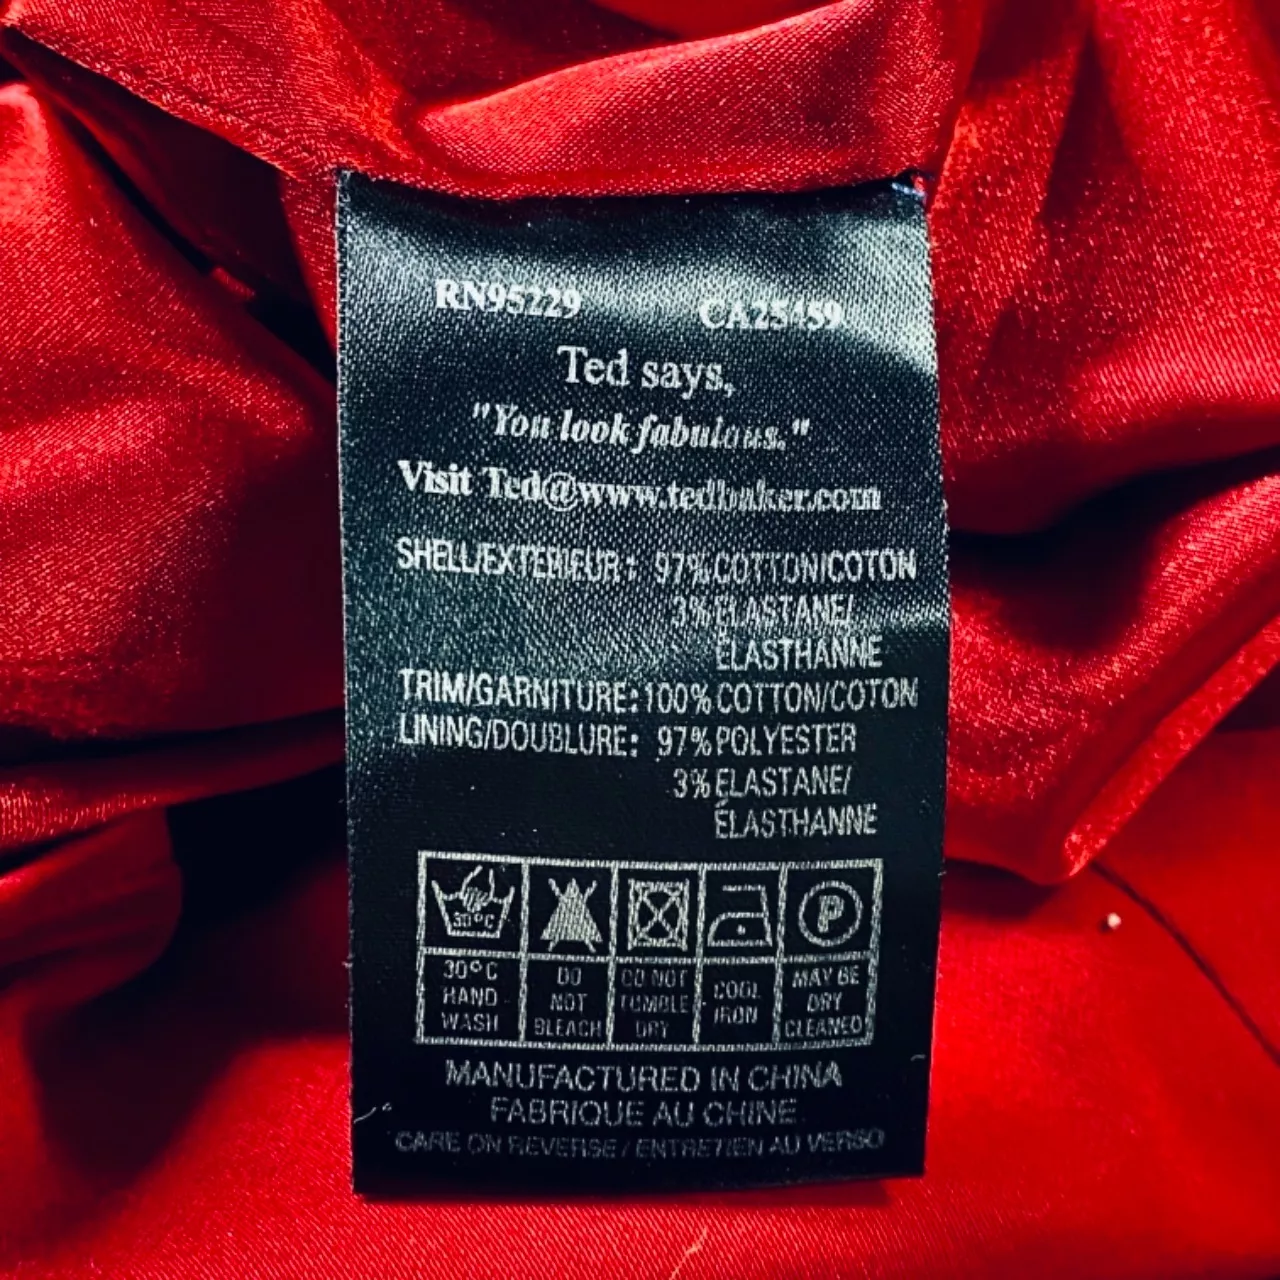 RN95229 CA25459
Ted says,
"You look fabulous."
Visit Ted@www.tedbaker.com
SHELL/EXTERIEUR: 97% COTTON/COTON
3% ELASTANE/
ÉLASTHANNE
TRIM/GARNITURE: 100% COTTON/COTON
LINING/DOUBLURE: 97% POLYESTER
3% ELASTANE/
ÉLASTHANNE
30°C P
30°C HAND WASH
DO NOT BLEACH
DO NOT TUMBLE DRY
COOL IRON
MAY BE DRY CLEANED
MANUFACTURED IN CHINA
FABRIQUE AU CHINE
CARE ON REVERSE / ENTRETIEN AU VERSO